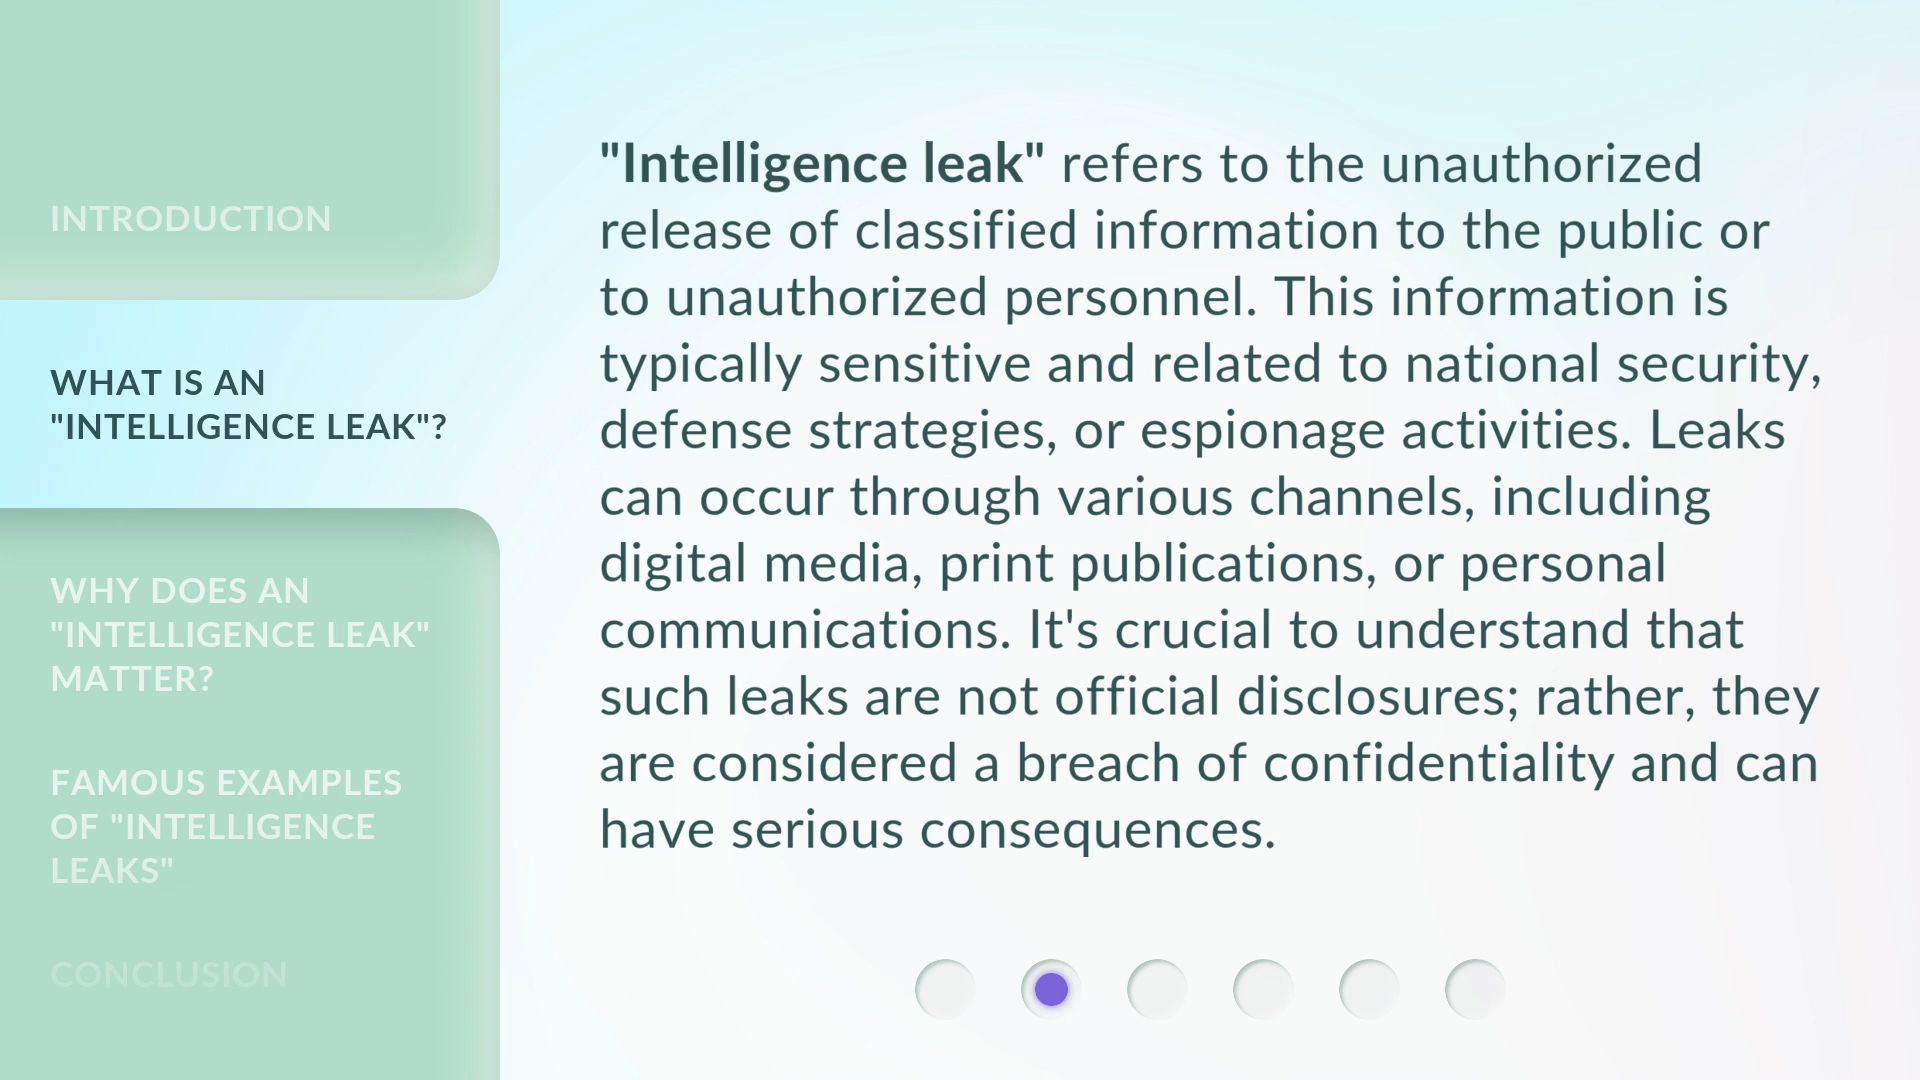 INTRODUCTION
WHAT IS AN
"INTELLIGENCE LEAK"?
WHY DOES AN
"INTELLIGENCE LEAK"
MATTER?
FAMOUS EXAMPLES
OF "INTELLIGENCE
LEAKS"
CONCLUSION
"Intelligence leak" refers to the unauthorized
release of classified information to the public or
to unauthorized personnel. This information is
typically sensitive and related to national security,
defense strategies, or espionage activities. Leaks
can occur through various channels, including
digital media, print publications, or personal
communications. It's crucial to understand that
such leaks are not official disclosures; rather, they
are considered a breach of confidentiality and can
have serious consequences.